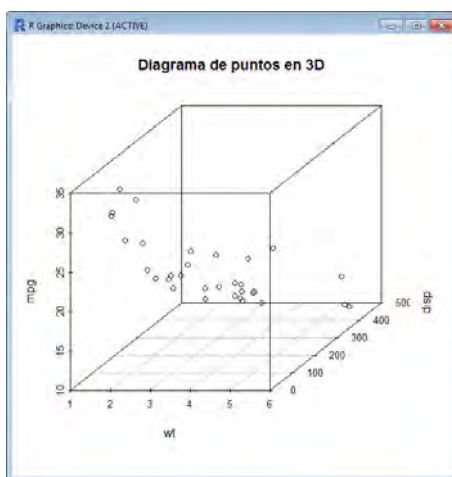 R Graphics: Device 2 (ACTIVE)
Diagrama de puntos en 3D
35
30
25
20
15
10
mpg
1 2 3 4 5 6
wt
0
100
200
300
400
500
disp